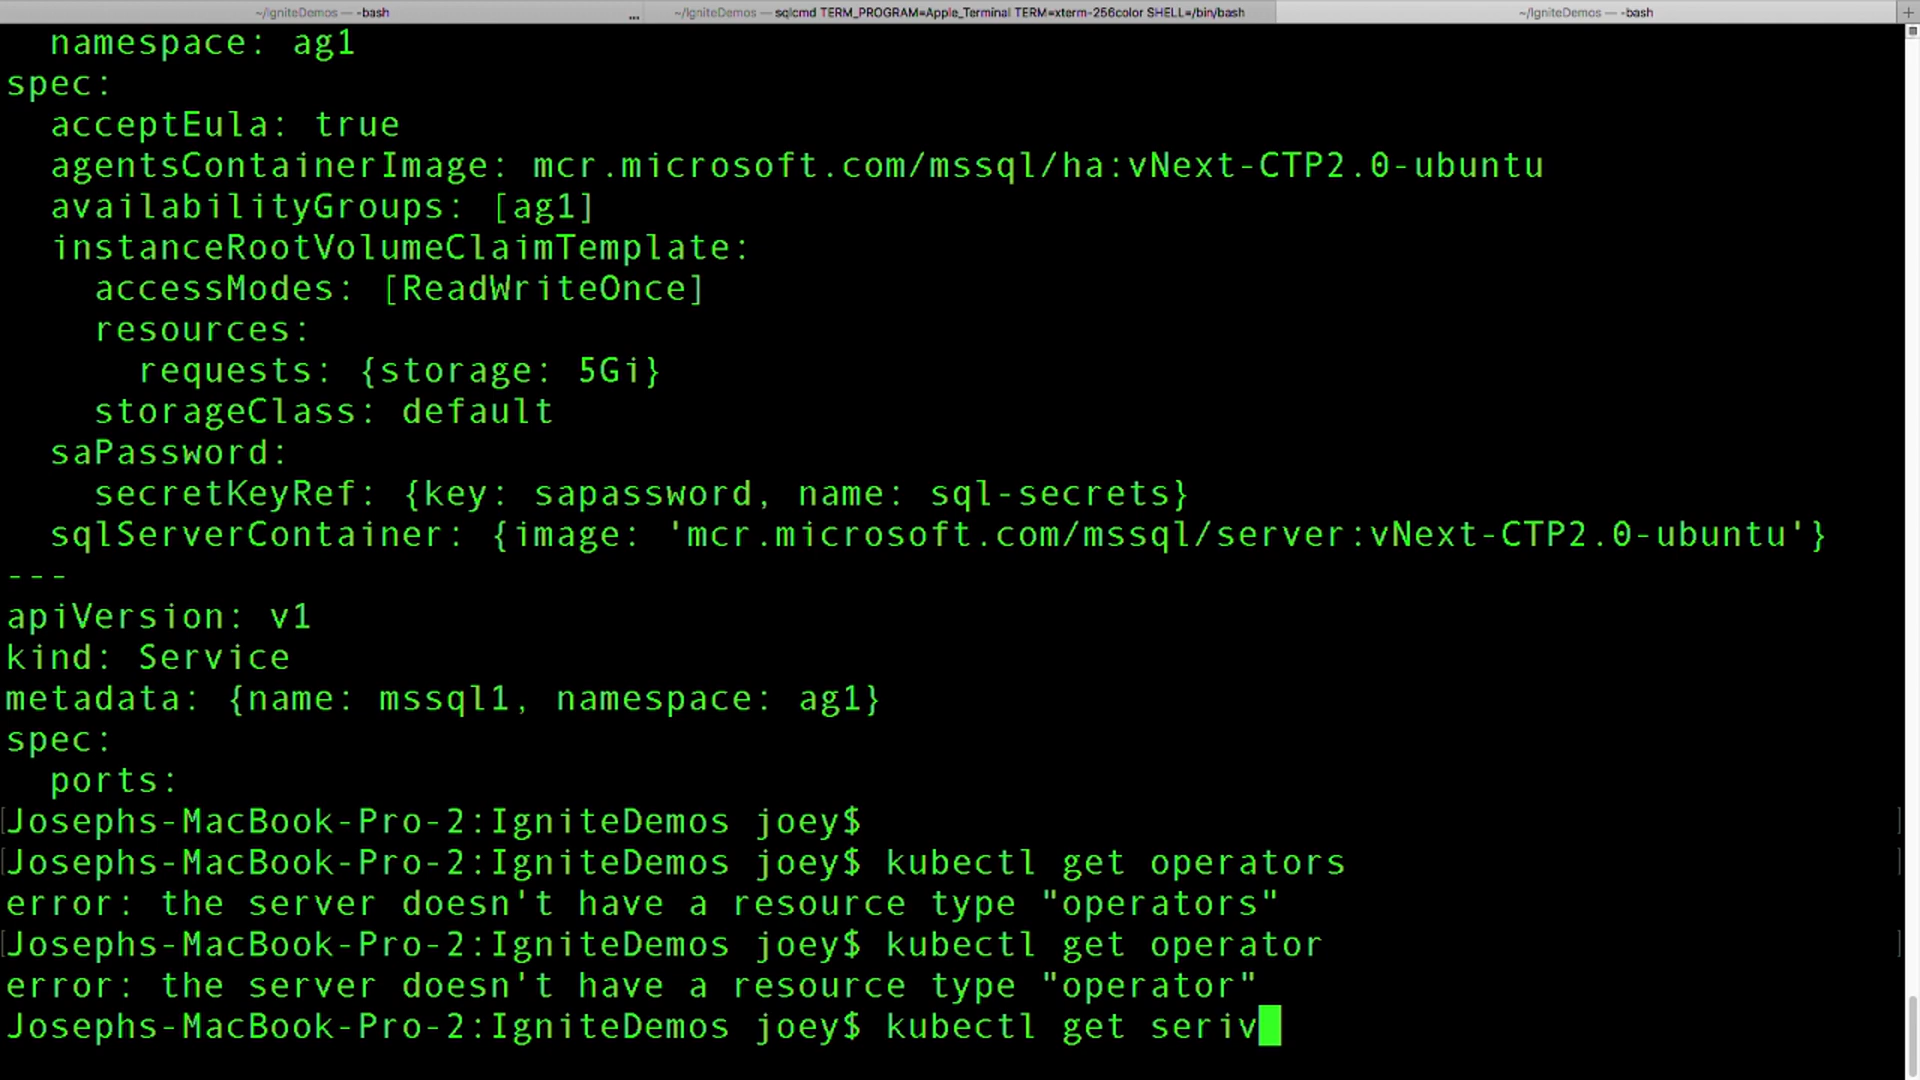 ~/IgniteDemos — -bash ... ~/IgniteDemos — sqlcmd TERM_PROGRAM=Apple_Terminal TERM=xterm-256color SHELL=/bin/bash ~/IgniteDemos — -bash +
  namespace: ag1
spec:
  acceptEula: true
  agentsContainerImage: mcr.microsoft.com/mssql/ha:vNext-CTP2.0-ubuntu
  availabilityGroups: [ag1]
  instanceRootVolumeClaimTemplate:
    accessModes: [ReadWriteOnce]
    resources:
      requests: {storage: 5Gi}
    storageClass: default
  saPassword:
    secretKeyRef: {key: sapassword, name: sql-secrets}
  sqlServerContainer: {image: 'mcr.microsoft.com/mssql/server:vNext-CTP2.0-ubuntu'}
---
apiVersion: v1
kind: Service
metadata: {name: mssql1, namespace: ag1}
spec:
  ports:
[Josephs-MacBook-Pro-2:IgniteDemos joey$ ]
[Josephs-MacBook-Pro-2:IgniteDemos joey$ kubectl get operators ]
error: the server doesn't have a resource type "operators"
[Josephs-MacBook-Pro-2:IgniteDemos joey$ kubectl get operator ]
error: the server doesn't have a resource type "operator"
Josephs-MacBook-Pro-2:IgniteDemos joey$ kubectl get seriv